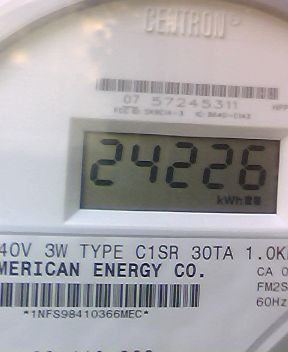 CENTRON
07 57245311
24226
kWh
40V 3W TYPE C1SR 30TA 1.0K
MERICAN ENERGY CO.
CA 0
FM2S
60Hz
*1NFS98410366MEC*